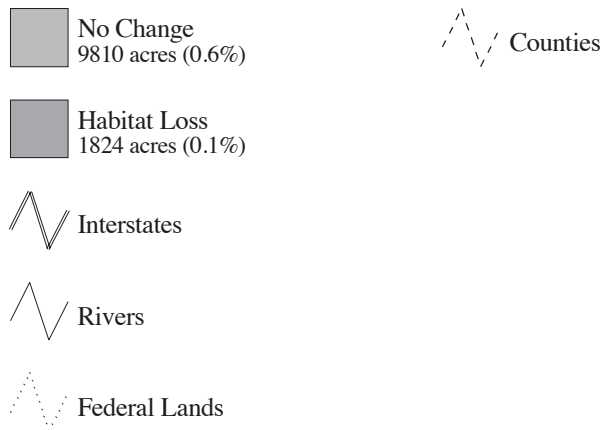 No Change
9810 acres (0.6%)
Counties
Habitat Loss
1824 acres (0.1%)
Interstates
Rivers
Federal Lands